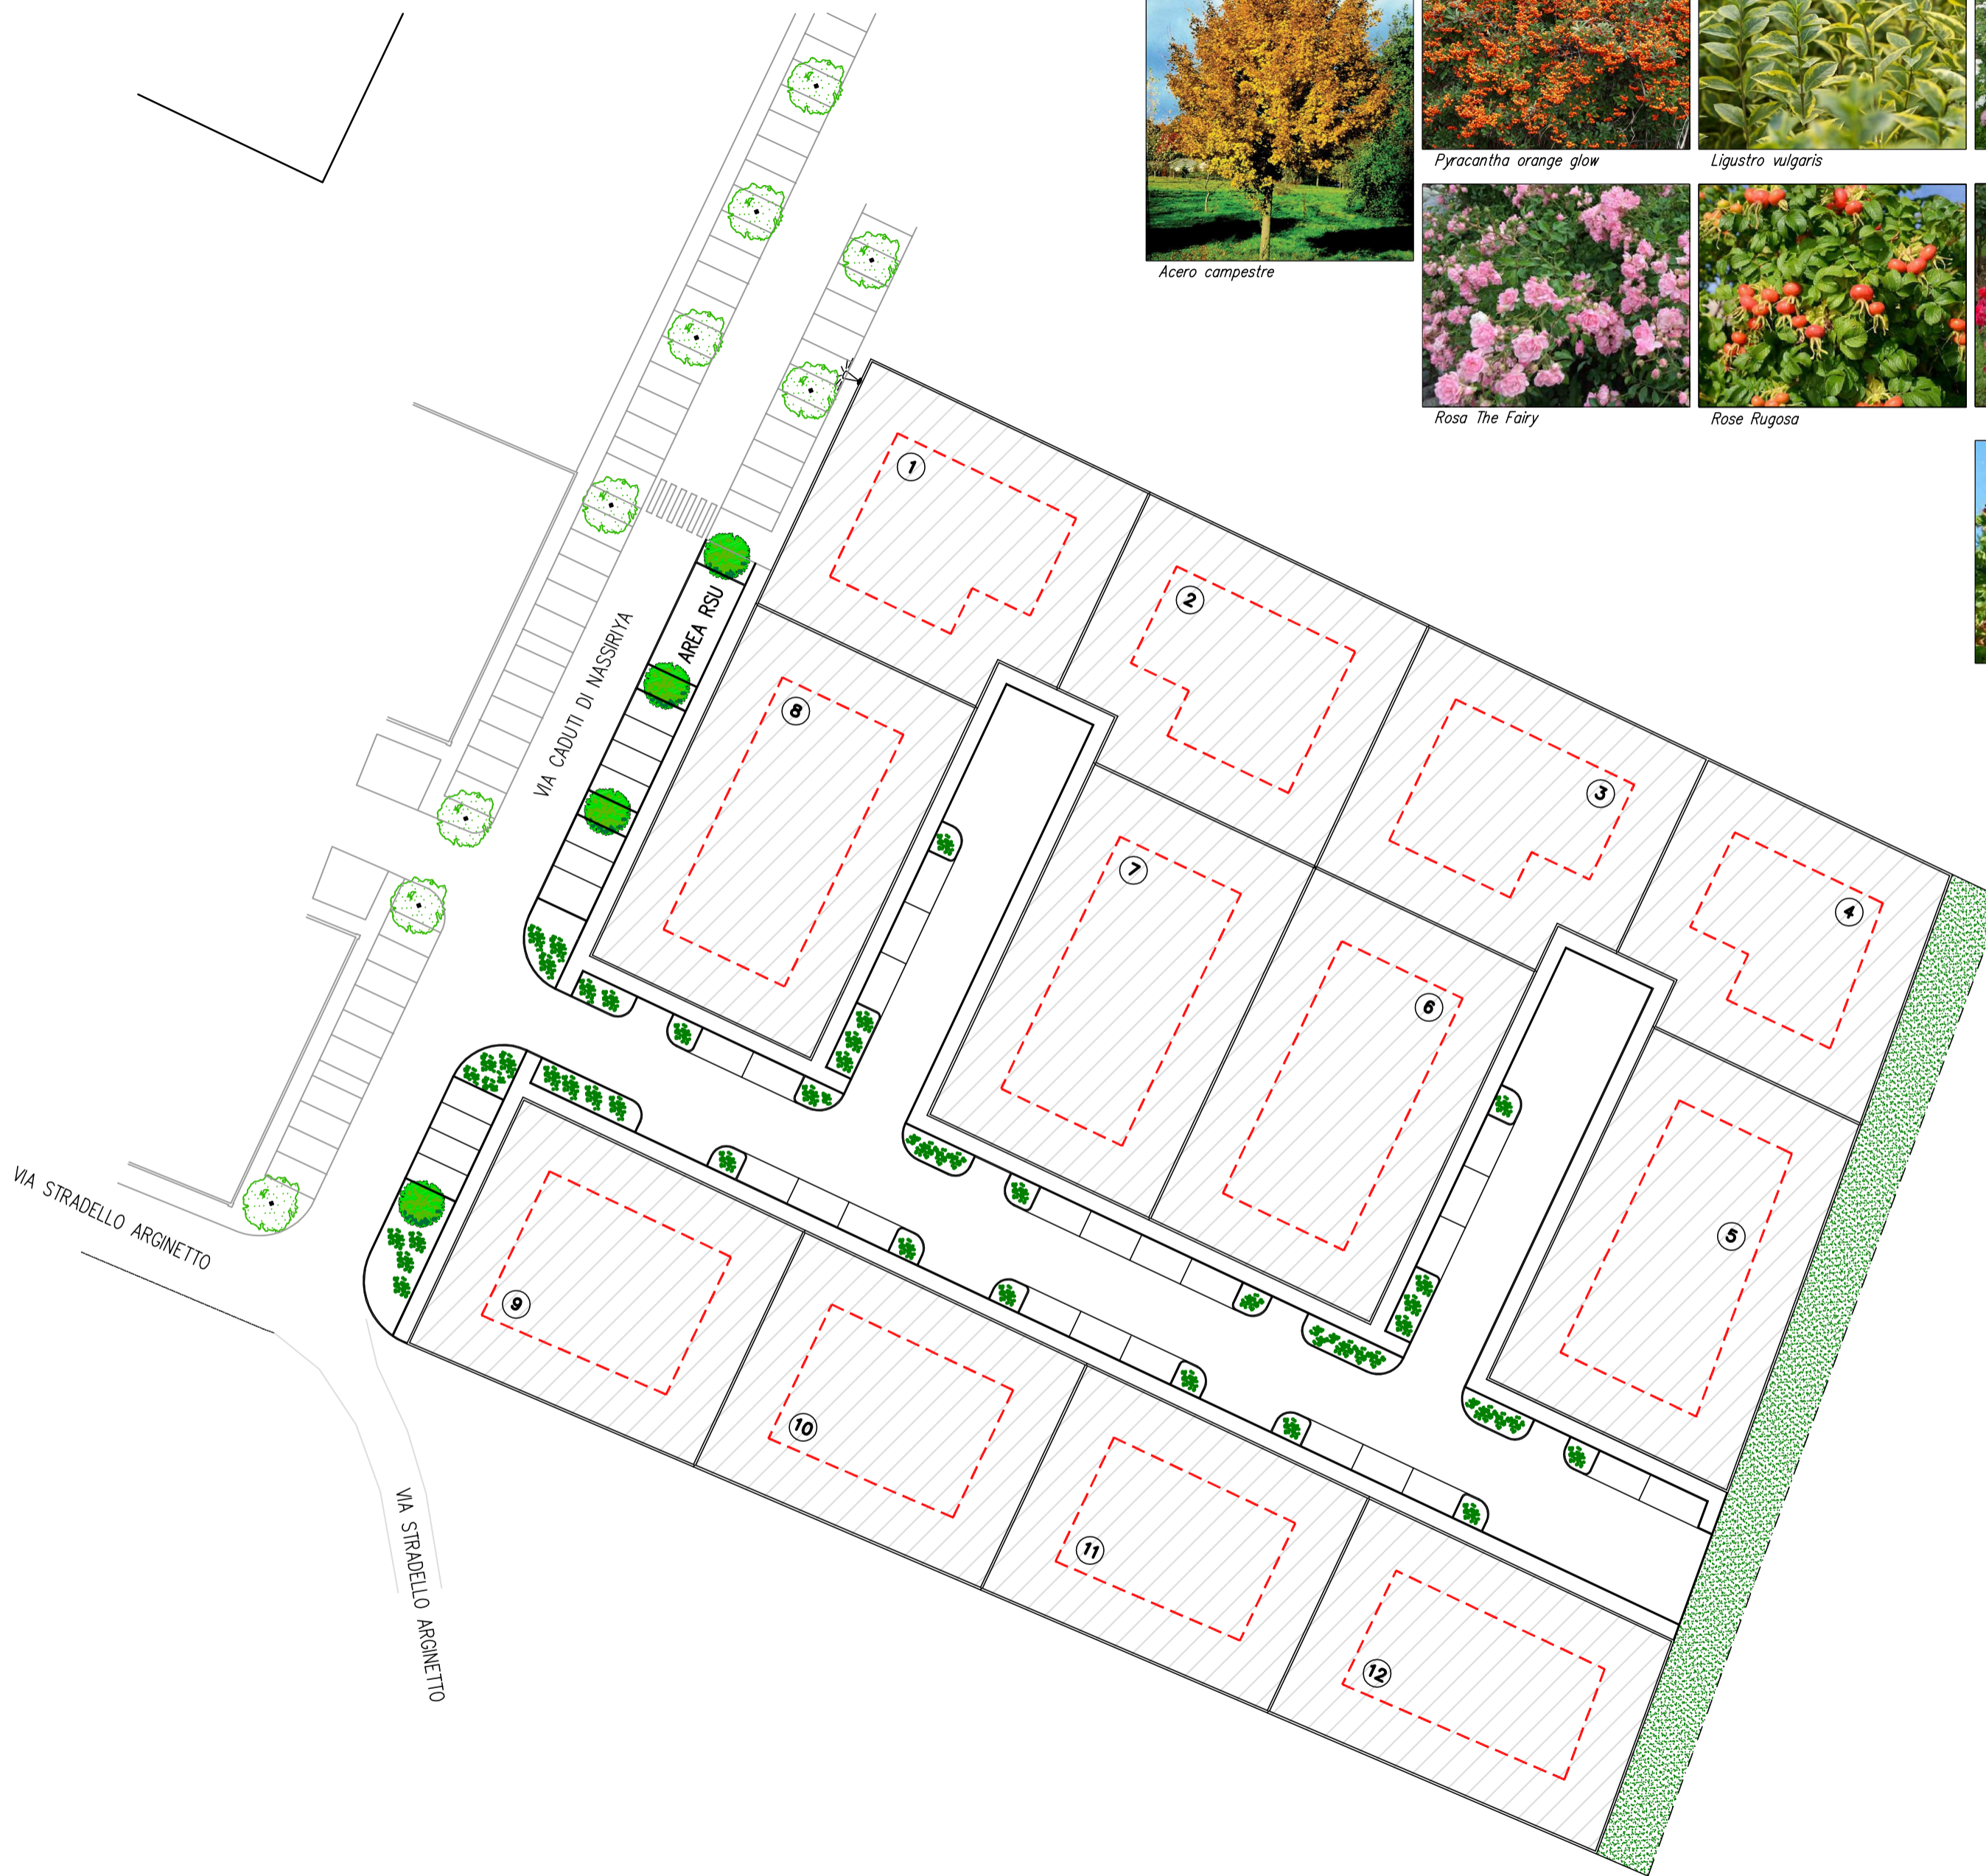 Pyracantha orange glow
Ligustro vulgaris
Acero campestre
Rosa The Fairy
Rose Rugosa
1
2
AREA RSU
VIA CADUTI DI NASSIRIYA
8
3
7
4
6
VIA STRADELLO ARGINETTO
5
9
10
VIA STRADELLO ARGINETTO
11
12